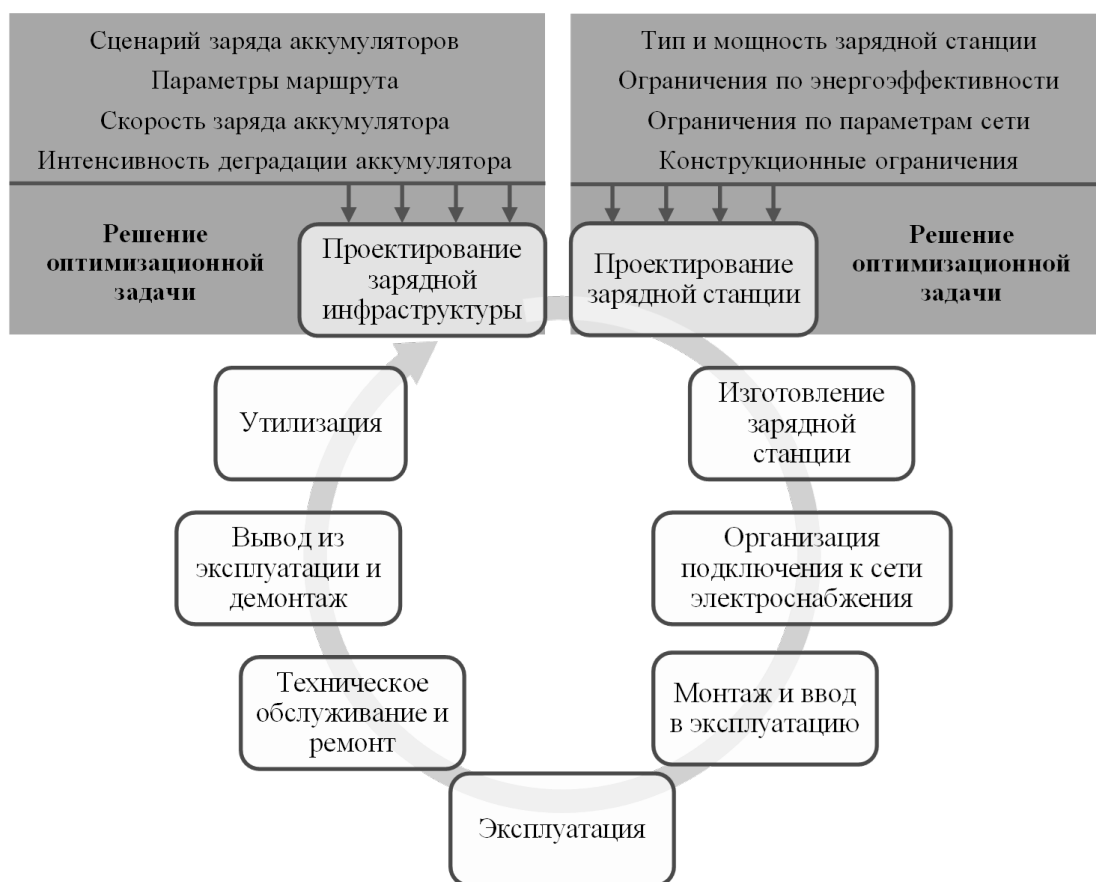 Сценарий заряда аккумуляторов
Параметры маршрута
Скорость заряда аккумулятора
Интенсивность деградации аккумулятора
Тип и мощность зарядной станции
Ограничения по энергоэффективности
Ограничения по параметрам сети
Конструкционные ограничения
Решение
оптимизационной
задачи
Проектирование
зарядной
инфраструктуры
Проектирование
зарядной станции
Решение
оптимизационной
задачи
Изготовление
зарядной
станции
Организация
подключения к сети
электроснабжения
Монтаж и ввод
в эксплуатацию
Эксплуатация
Техническое
обслуживание и
ремонт
Вывод из
эксплуатации и
демонтаж
Утилизация